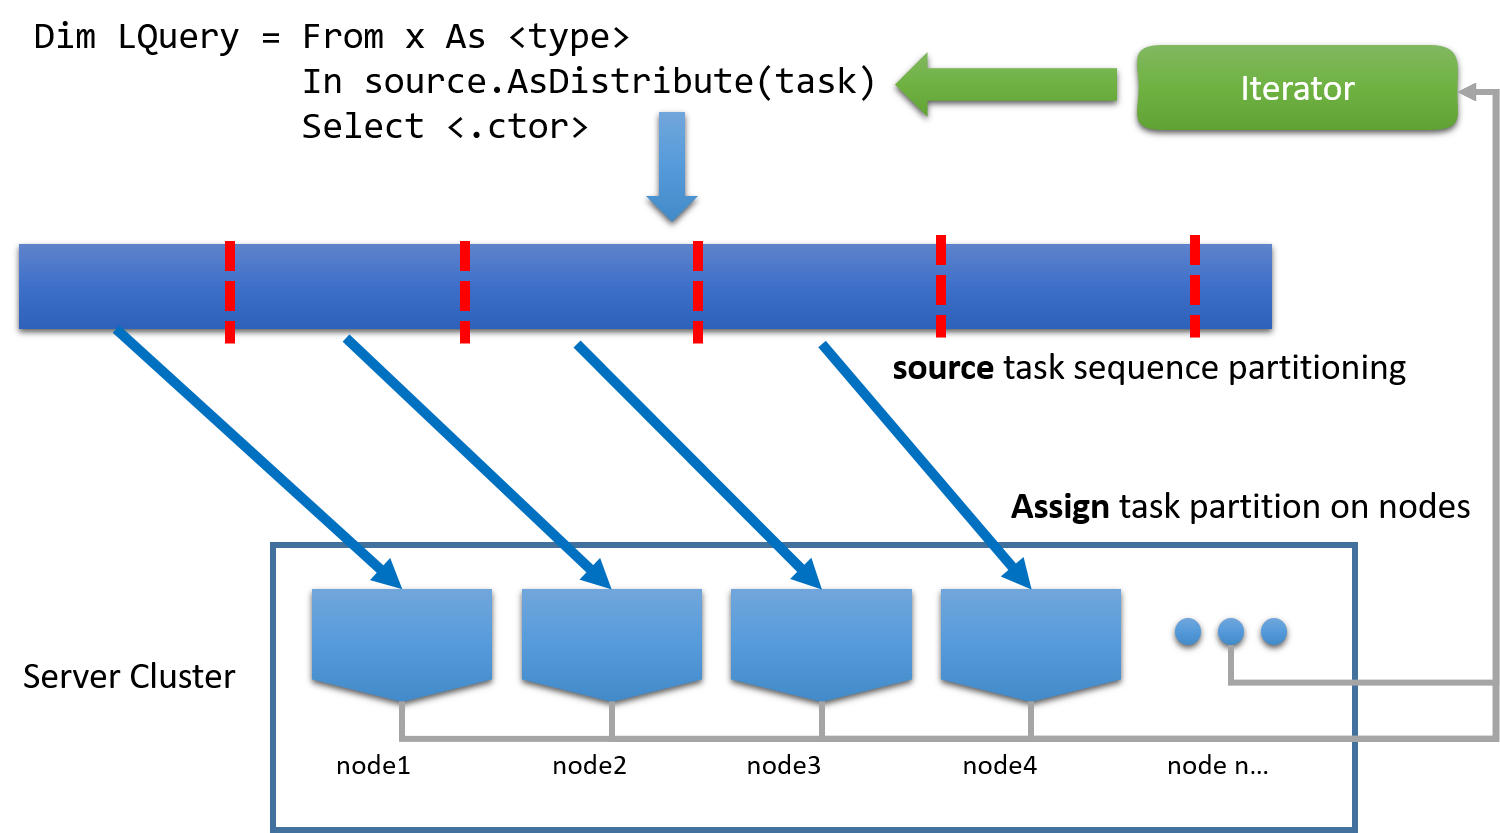 Dim LQuery = From x As <type>
In source.AsDistribute(task)
Select <.ctor>
Iterator
source task sequence partitioning
Assign task partition on nodes
Server Cluster
node1
node2
node3
node4
node n...